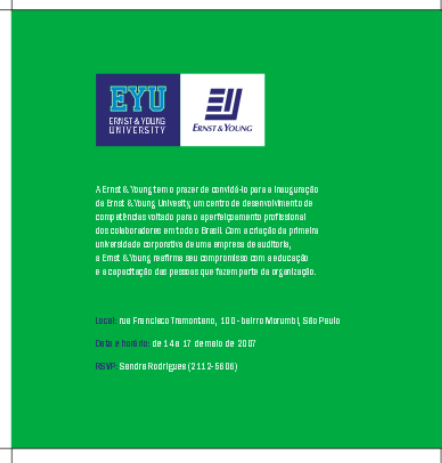 EYU
ERNST & YOUNG
UNIVERSITY
ERNST & YOUNG
A Ernst & Young tem o prazer de convidá-lo para a inauguração
da Ernst & Young Univesity, um centro de desenvolvimento de
competências voltado para o aperfeiçoamento profissional
dos colaboradores em todo o Brasil. Com a criação da primeira
universidade corporativa de uma empresa de auditoria,
a Ernst & Young reafirma seu compromisso com a educação
e a capacitação das pessoas que fazem parte da organização.
Local: rua Francisco Tramontano, 100 - bairro Morumbi, São Paulo
Data e horário: de 14 a 17 de maio de 2007
RSVP: Sandra Rodrigues (2112-5606)